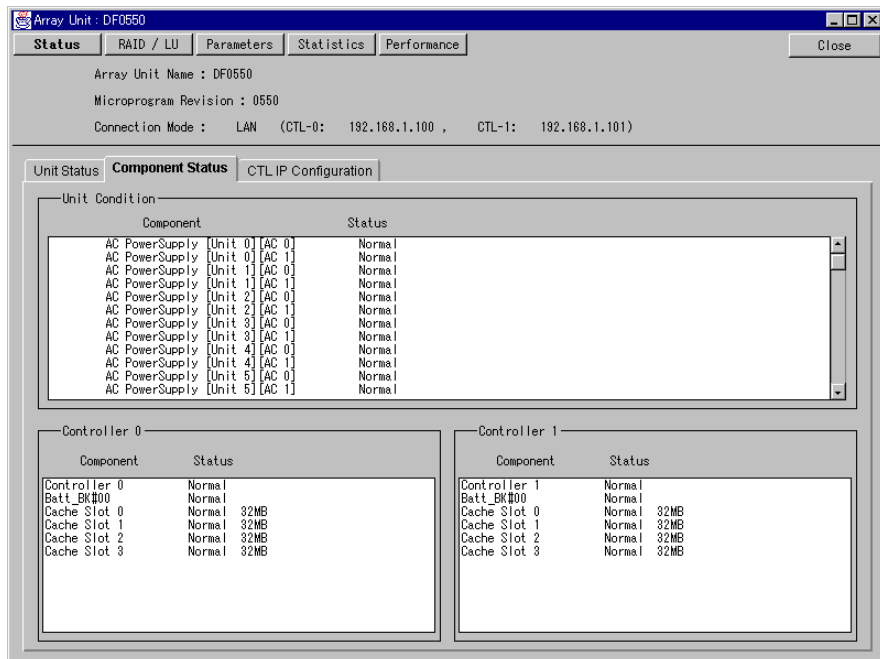 Array Unit : DF0550
Status RAID / LU Parameters Statistics Performance Close
Array Unit Name : DF0550
Microprogram Revision : 0550
Connection Mode : LAN (CTL-0: 192.168.1.100 , CTL-1: 192.168.1.101)
Unit Status Component Status CTL IP Configuration
Unit Condition
Component Status
AC PowerSupply [Unit 0][AC 0] Normal
AC PowerSupply [Unit 0][AC 1] Normal
AC PowerSupply [Unit 1][AC 0] Normal
AC PowerSupply [Unit 1][AC 1] Normal
AC PowerSupply [Unit 2][AC 0] Normal
AC PowerSupply [Unit 2][AC 1] Normal
AC PowerSupply [Unit 3][AC 0] Normal
AC PowerSupply [Unit 3][AC 1] Normal
AC PowerSupply [Unit 4][AC 0] Normal
AC PowerSupply [Unit 4][AC 1] Normal
AC PowerSupply [Unit 5][AC 0] Normal
AC PowerSupply [Unit 5][AC 1] Normal
Controller 0
Component Status
Controller 0 Normal
Batt_BK#00 Normal
Cache Slot 0 Normal 32MB
Cache Slot 1 Normal 32MB
Cache Slot 2 Normal 32MB
Cache Slot 3 Normal 32MB
Controller 1
Component Status
Controller 1 Normal
Batt_BK#00 Normal
Cache Slot 0 Normal 32MB
Cache Slot 1 Normal 32MB
Cache Slot 2 Normal 32MB
Cache Slot 3 Normal 32MB